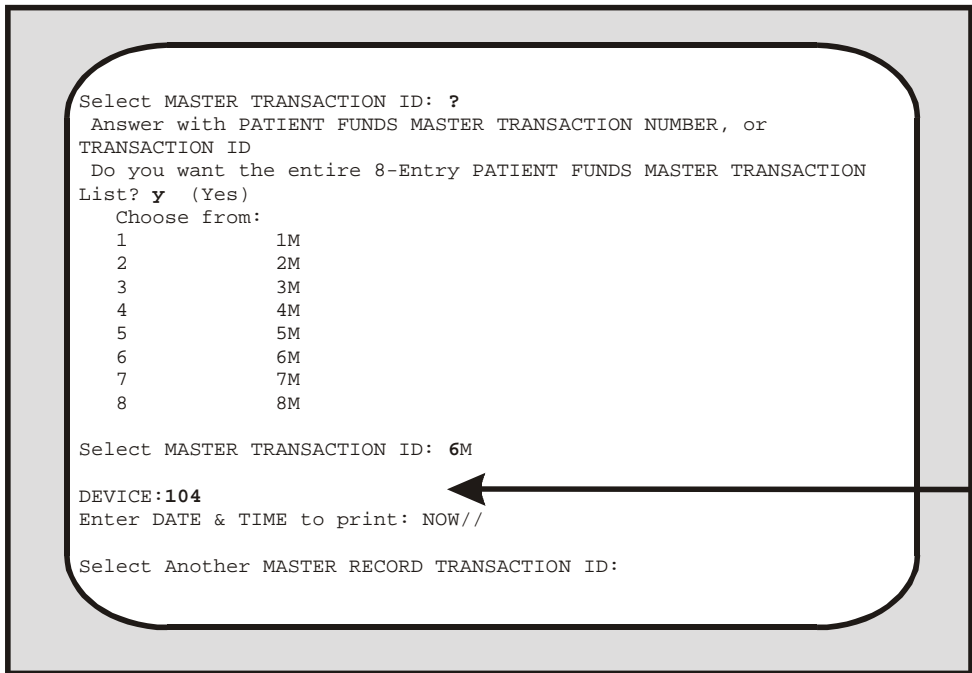 Select MASTER TRANSACTION ID: ?
Answer with PATIENT FUNDS MASTER TRANSACTION NUMBER, or
TRANSACTION ID
Do you want the entire 8-Entry PATIENT FUNDS MASTER TRANSACTION
List? y (Yes)
Choose from:
1 1M
2 2M
3 3M
4 4M
5 5M
6 6M
7 7M
8 8M
Select MASTER TRANSACTION ID: 6M
DEVICE:104
Enter DATE & TIME to print: NOW//
Select Another MASTER RECORD TRANSACTION ID: